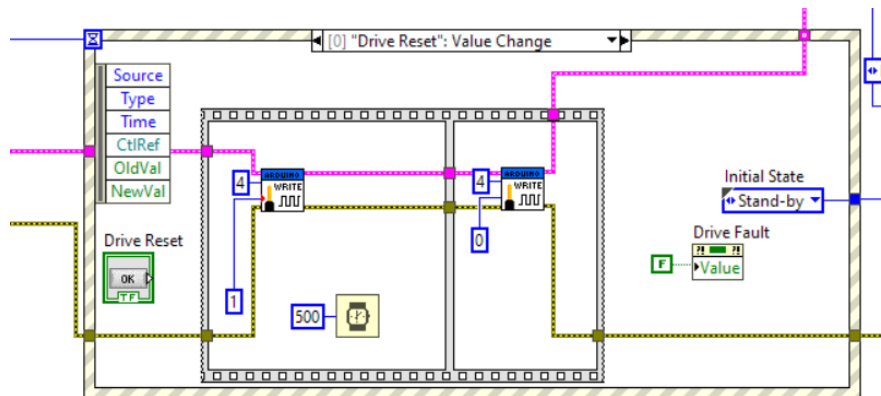 [0] "Drive Reset": Value Change
Source
Type
Time
CtlRef
OldVal
NewVal
ARDUINO
WRITE
4
1
500
ARDUINO
WRITE
4
0
Drive Reset
OK
TF
Initial State
Stand-by
Drive Fault
F
?!
?!
Value